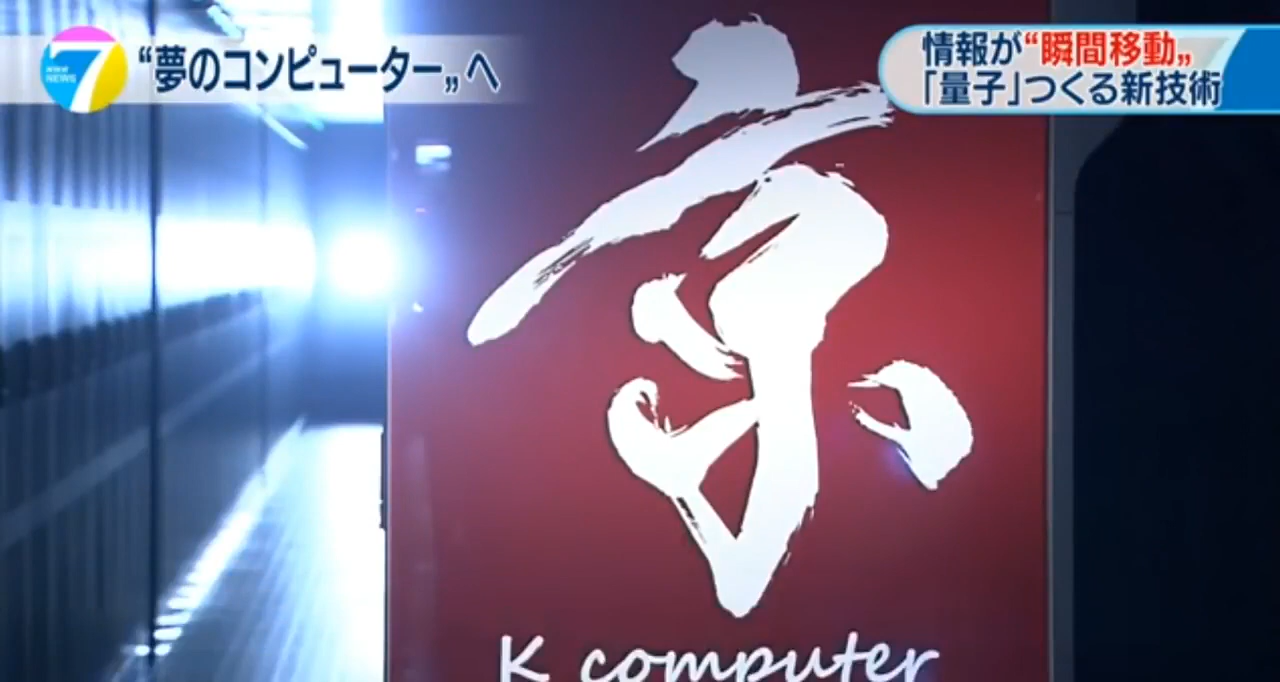 NHK NEWS 7
“夢のコンピューター„へ
情報が“瞬間移動„
「量子」つくる新技術
京
K computer